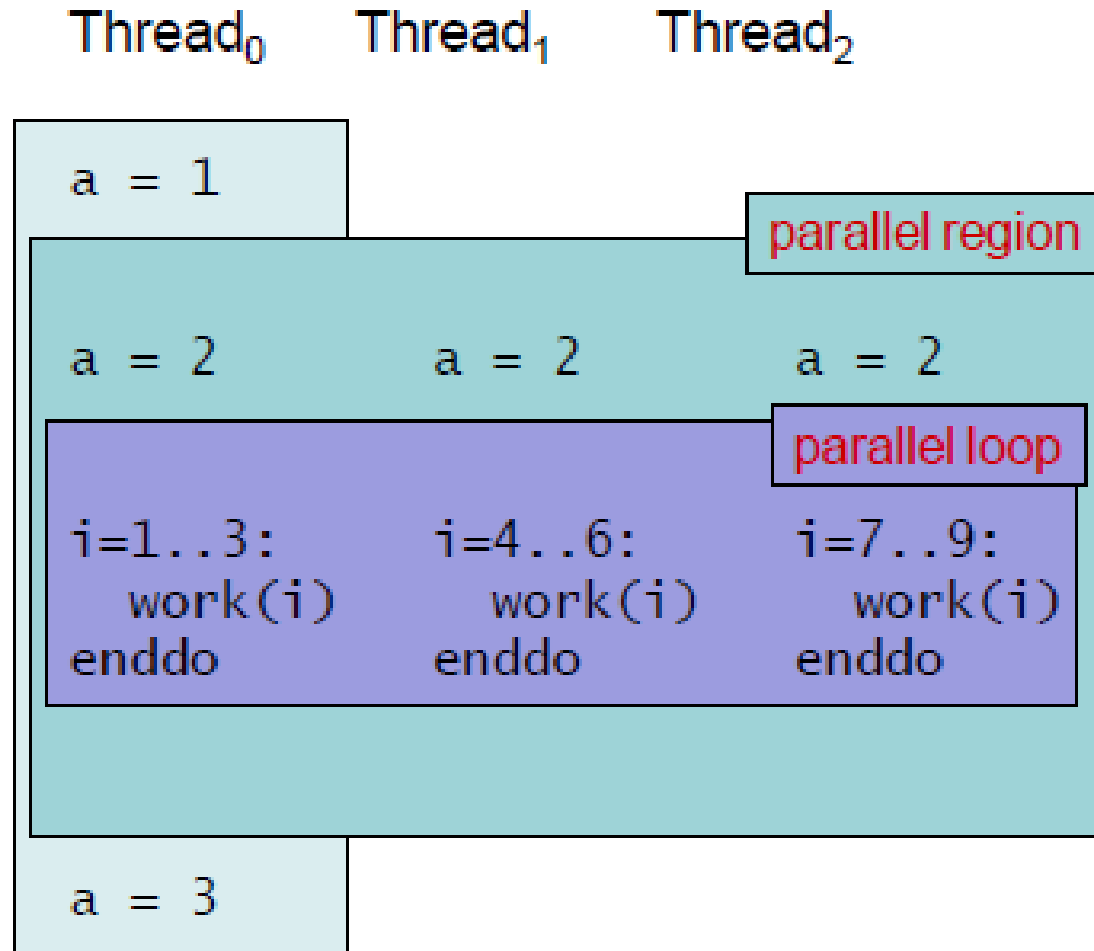 Thread₀ Thread₁ Thread₂
a = 1
parallel region
a = 2 a = 2 a = 2
parallel loop
i=1..3: i=4..6: i=7..9:
work(i) work(i) work(i)
enddo enddo enddo
a = 3